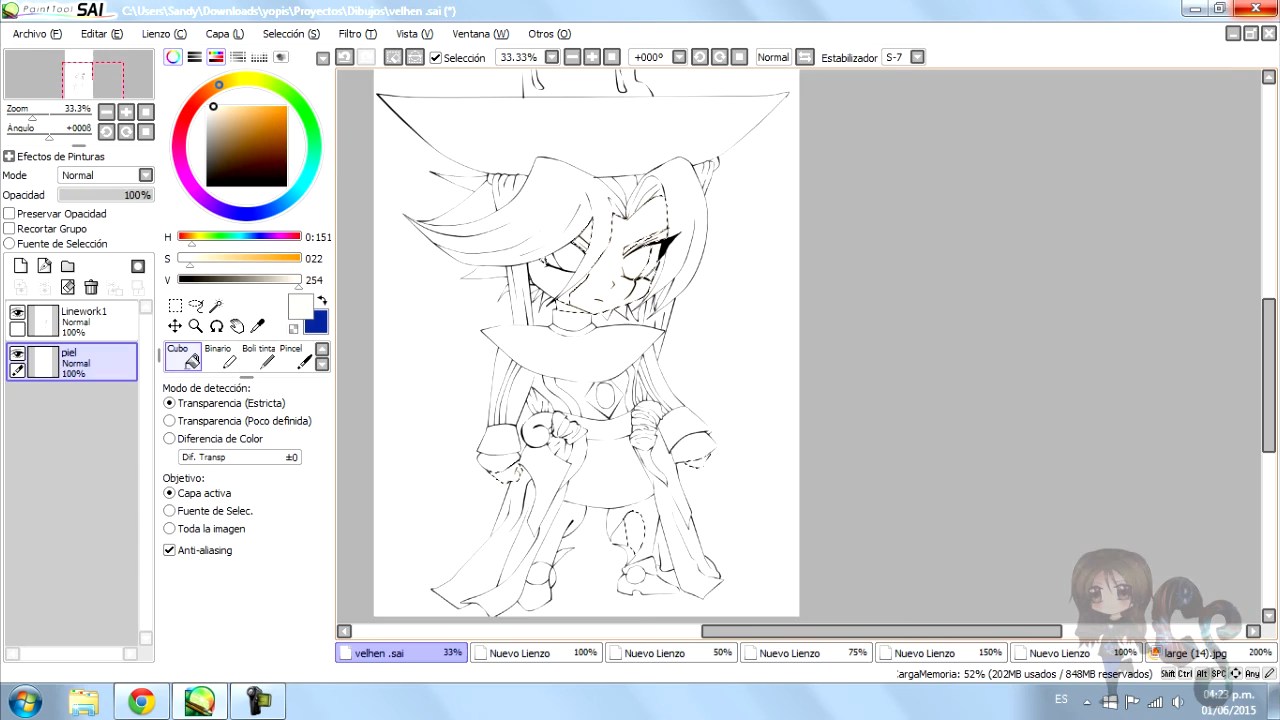 PaintTool SAI C:\Users\Sandy\Downloads\yopis\Proyectos\Dibujos\velhen .sai (*)
Archivo (F) Editar (E) Lienzo (C) Capa (L) Selección (S) Filtro (T) Vista (V) Ventana (W) Otros (O)
Selección 33.33% +000º Normal Estabilizador S-7
Zoom 33.3%
Ángulo +000ß
Efectos de Pinturas
Modo Normal
Opacidad 100%
Preservar Opacidad
Recortar Grupo
Fuente de Selección
H 0:151
S 022
V 254
Linework1
Normal
100%
piel
Normal
100%
Cubo Binario Boli tinta Pincel
Modo de detección:
Transparencia (Estricta)
Transparencia (Poco definida)
Diferencia de Color
Dif. Transp ±0
Objetivo:
Capa activa
Fuente de Selec.
Toda la imagen
Anti-aliasing
velhen .sai 33% Nuevo Lienzo 100% Nuevo Lienzo 50% Nuevo Lienzo 75% Nuevo Lienzo 150% Nuevo Lienzo 100% large (14).jpg 200%
argaMemoria: 52% (202MB usados / 848MB reservados) Shift Ctrl Alt SPC Any
ES 04:23 p.m.
01/06/2015